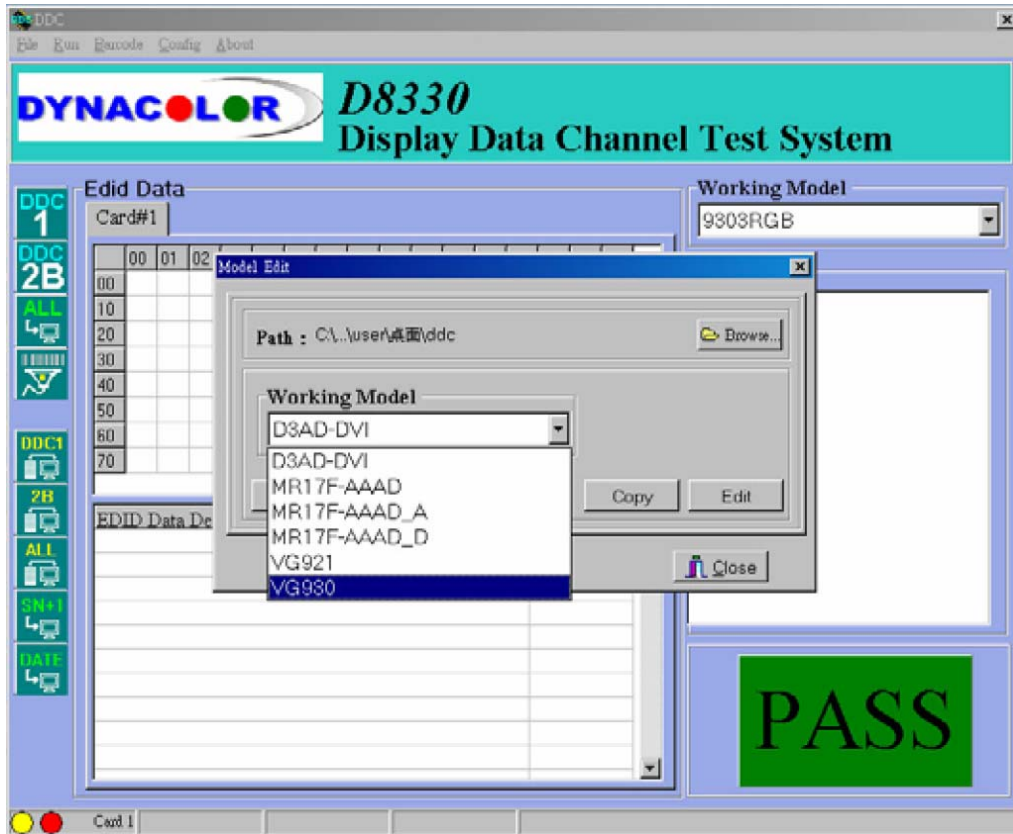 DDC
File Run Barcode Config About
DYNACOLOR
D8330
Display Data Channel Test System
DDC
1
DDC
2B
ALL
DDC1
2B
ALL
SN+1
DATE
Edid Data
Card#1
00 01 02
00
10
20
30
40
50
60
70
EDID Data De
Working Model
9303RGB
Model Edit
Path : C:\...\user\桌面\ddc
Browse...
Working Model
D3AD-DVI
D3AD-DVI
MR17F-AAAD
MR17F-AAAD_A
MR17F-AAAD_D
VG921
VG930
Copy
Edit
Close
PASS
Card 1